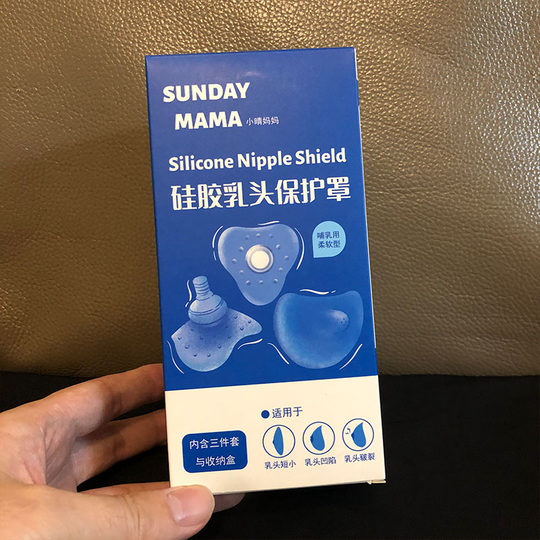 SUNDAY
MAMA 小晴妈妈
Silicone Nipple Shield
硅胶乳头保护罩
哺乳用
柔软型
适用于
内含三件套
与收纳盒
乳头短小 乳头凹陷 乳头皲裂